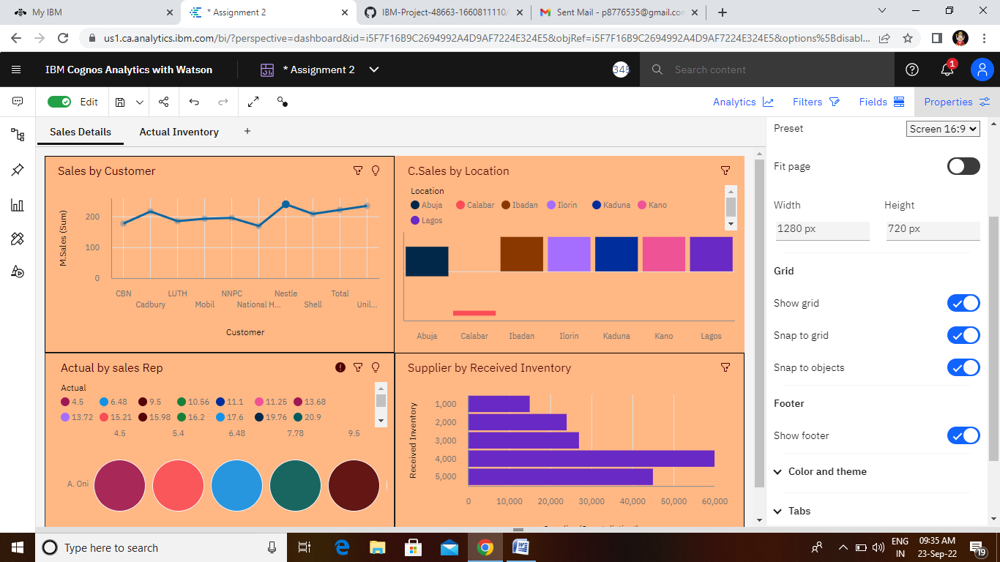 My IBM
* Assignment 2
IBM-Project-48663-1660811110/
Sent Mail - p8776535@gmail.con
us1.ca.analytics.ibm.com/bi/?perspective=dashboard&id=i5F7F16B9C2694992A4D9AF7224E324E5&objRef=i5F7F16B9C2694992A4D9AF7224E324E5&options%5Bdisabl...
IBM Cognos Analytics with Watson
* Assignment 2
345
Search content
1
Edit
Analytics
Filters
Fields
Properties
Sales Details
Actual Inventory
+
Sales by Customer
M.Sales (Sum)
200
100
0
CBN
LUTH
NNPC
Nestle
Total
Cadbury
Mobil
National H...
Shell
Unil...
Customer
C.Sales by Location
Location
Abuja
Calabar
Ibadan
Ilorin
Kaduna
Kano
Lagos
Abuja
Calabar
Ibadan
Ilorin
Kaduna
Kano
Lagos
Actual by sales Rep
Actual
4.5 6.48 9.5 10.56 11.1 11.25 13.68
13.72 15.21 15.98 16.2 17.6 19.76 20.9
4.5 5.4 6.48 7.78 9.5
A. Oni
Supplier by Received Inventory
Received Inventory
1,000
2,000
3,000
4,000
5,000
0 10,000 20,000 30,000 40,000 50,000 60,000
Preset
Screen 16:9
Fit page
Width
Height
1280 px
720 px
Grid
Show grid
Snap to grid
Snap to objects
Footer
Show footer
Color and theme
Tabs
Type here to search
ENG
IN
09:35 AM
23-Sep-22
19